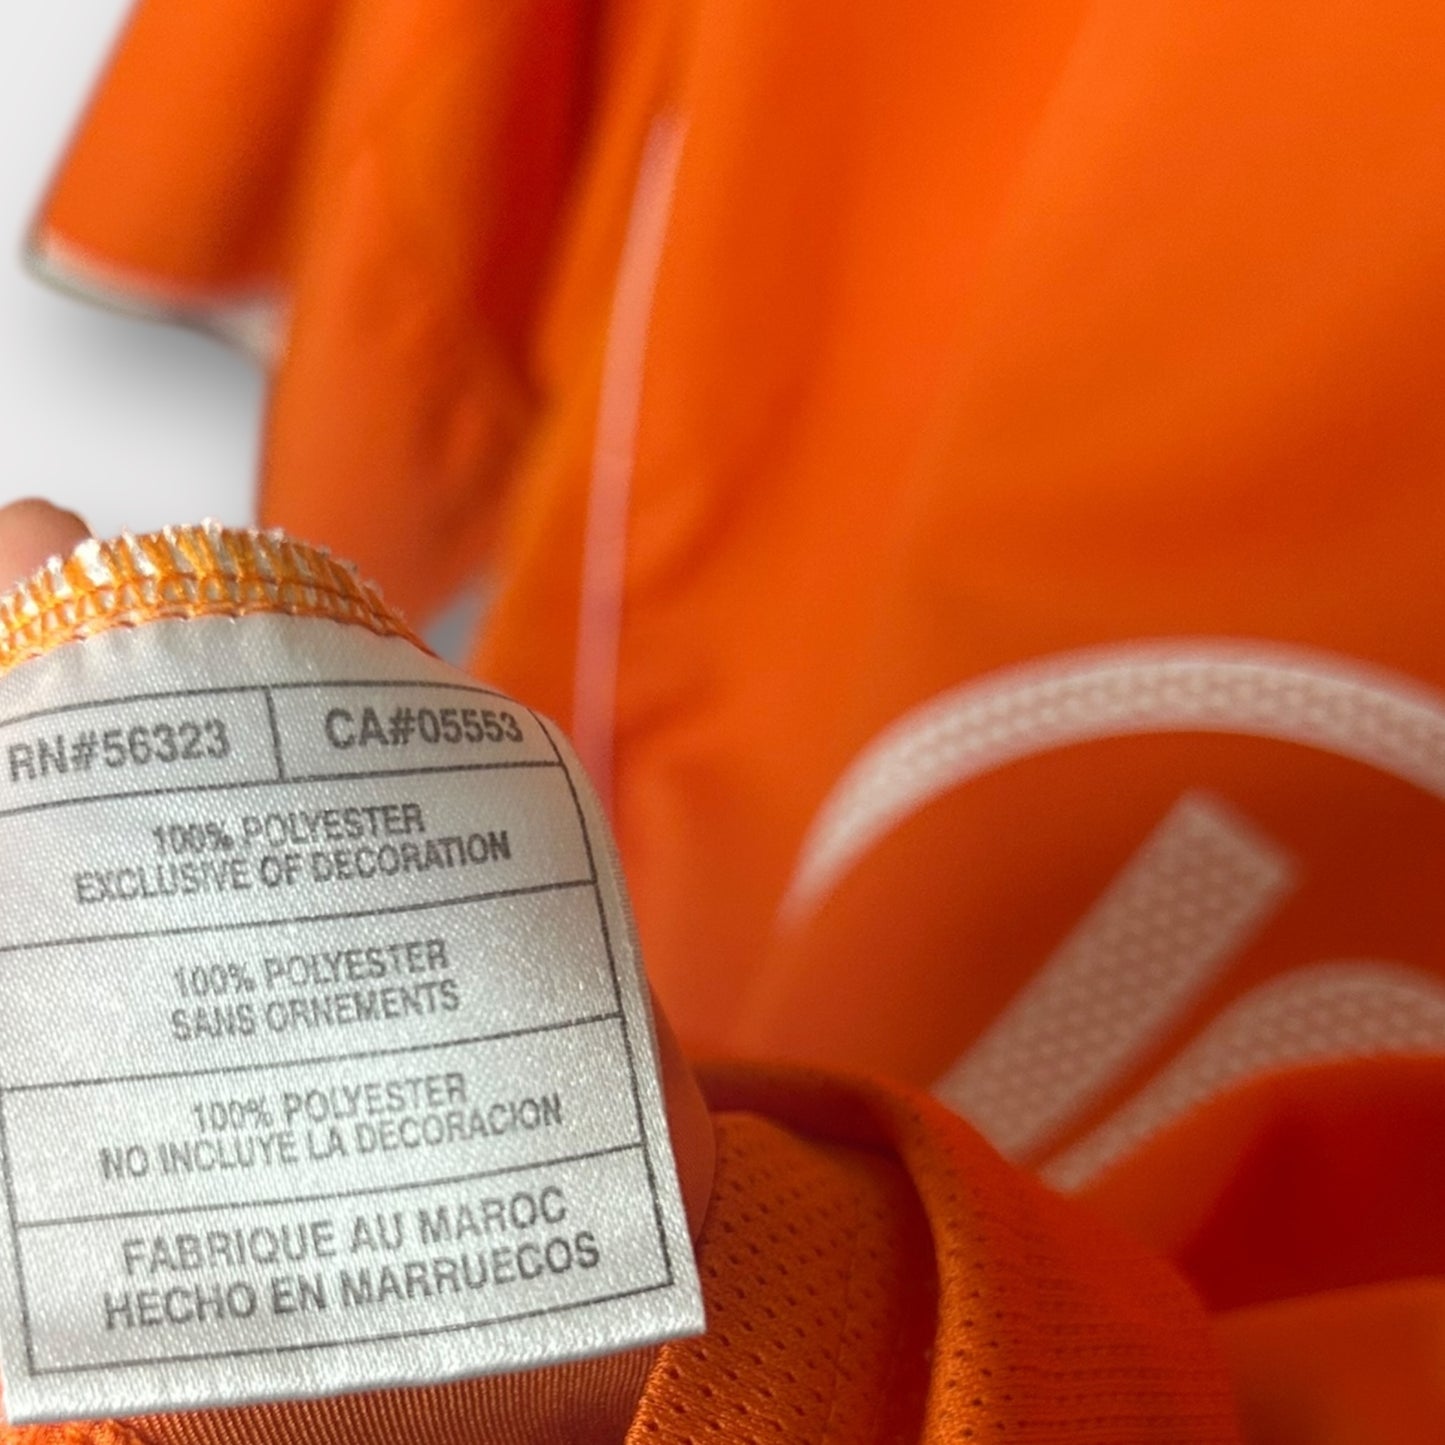 RN#56323 CA#05553
100% POLYESTER
EXCLUSIVE OF DECORATION
100% POLYESTER
SANS ORNEMENTS
100% POLYESTER
NO INCLUYE LA DECORACION
FABRIQUE AU MAROC
HECHO EN MARRUECOS